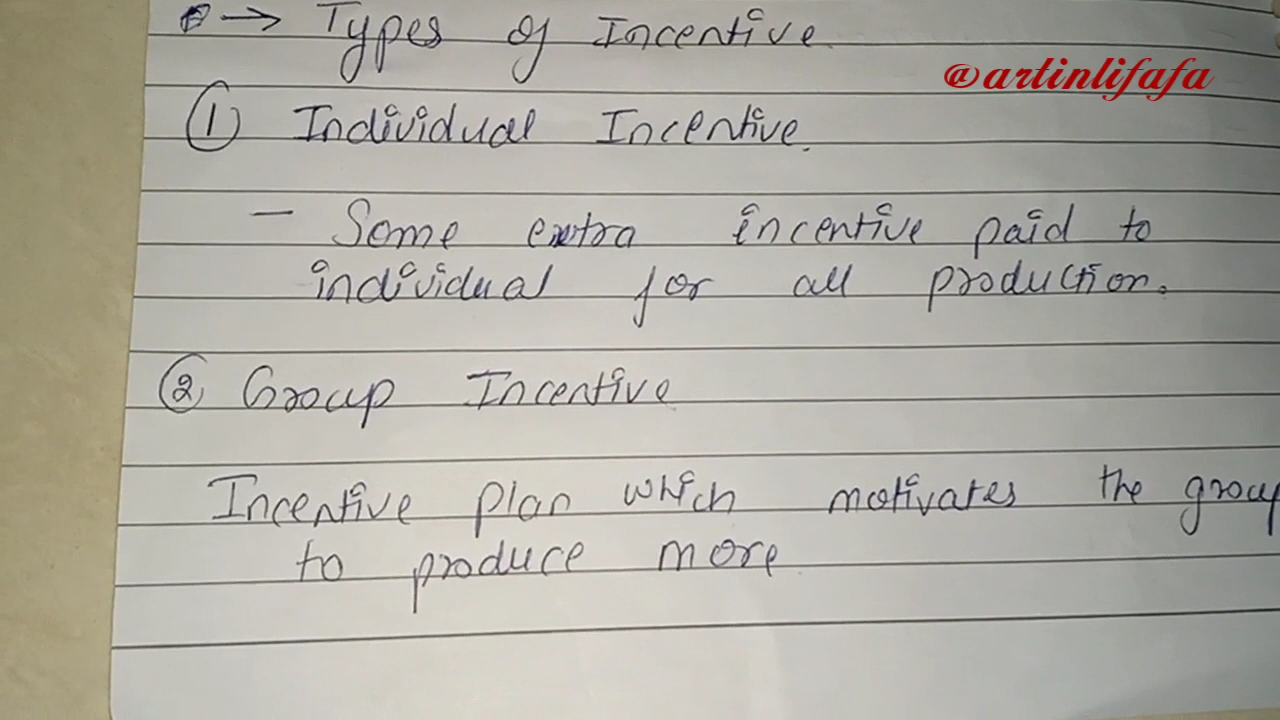 → Types of Incentive
@artinlifafa
① Individual Incentive.
- Some extra incentive paid to
individual for all production.
② Group Incentive
Incentive plan which motivates the group
to produce more